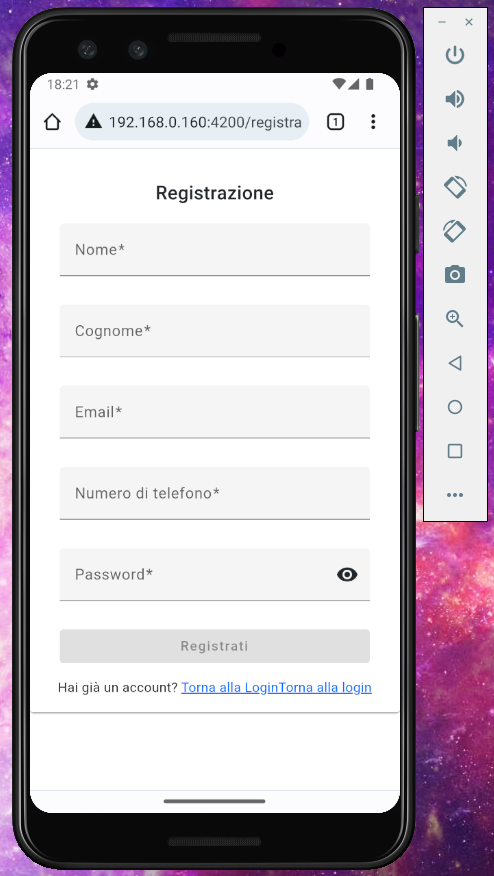 18:21
192.168.0.160:4200/registra
1
Registrazione
Nome*
Cognome*
Email*
Numero di telefono*
Password*
Registrati
Hai già un account? Torna alla LoginTorna alla login